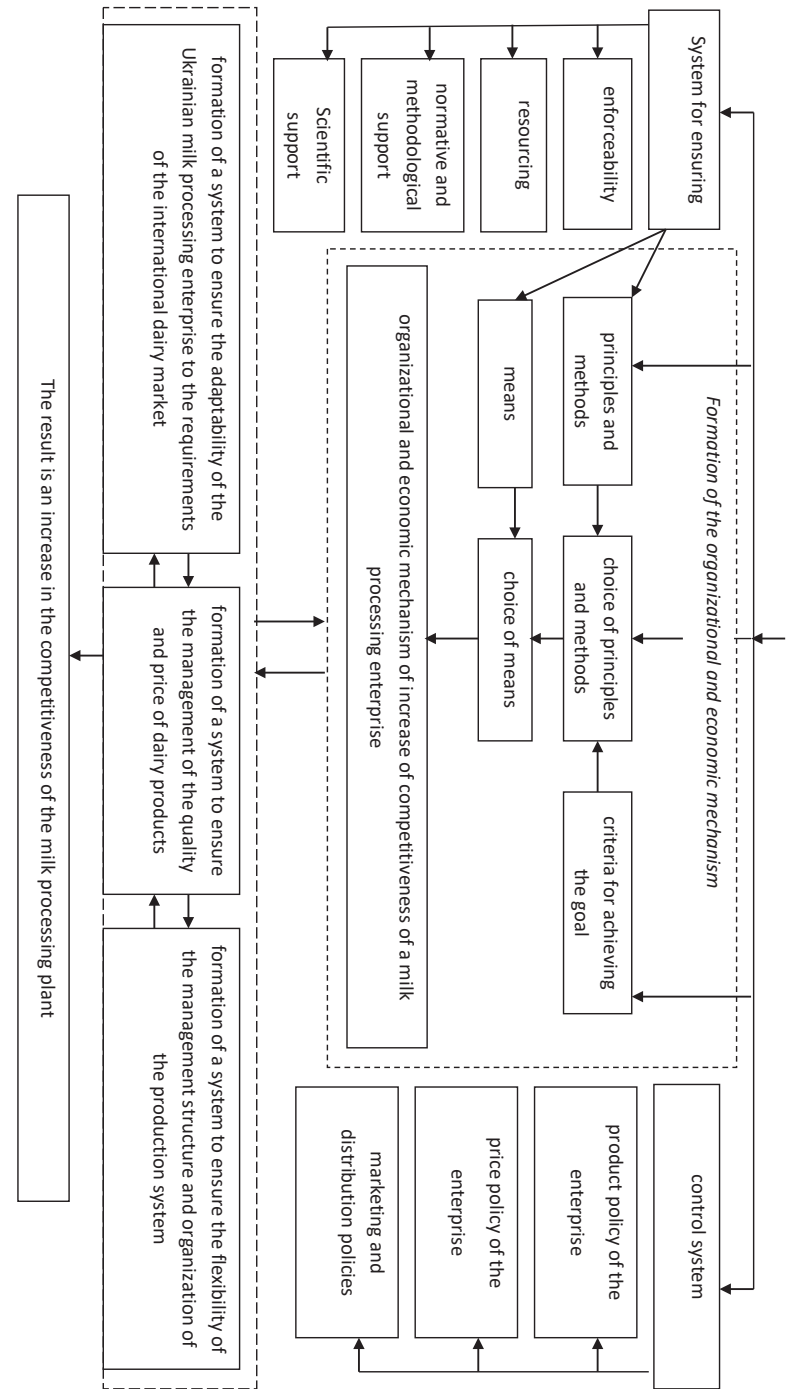 System for ensuring
enforceability
resourcing
normative and
methodological
support
Scientific
support
Formation of the organizational and economic mechanism
principles and
methods
choice of principles
and methods
criteria for achieving
the goal
means
choice of means
organizational and economic mechanism of increase of competitiveness of a milk
processing enterprise
control system
product policy of the
enterprise
price policy of the
enterprise
marketing and
distribution policies
formation of a system to ensure the adaptability of the
Ukrainian milk processing enterprise to the requirements
of the international dairy market
formation of a system to ensure
the management of the quality
and price of dairy products
formation of a system to ensure the flexibility of
the management structure and organization of
the production system
The result is an increase in the competitiveness of the milk processing plant